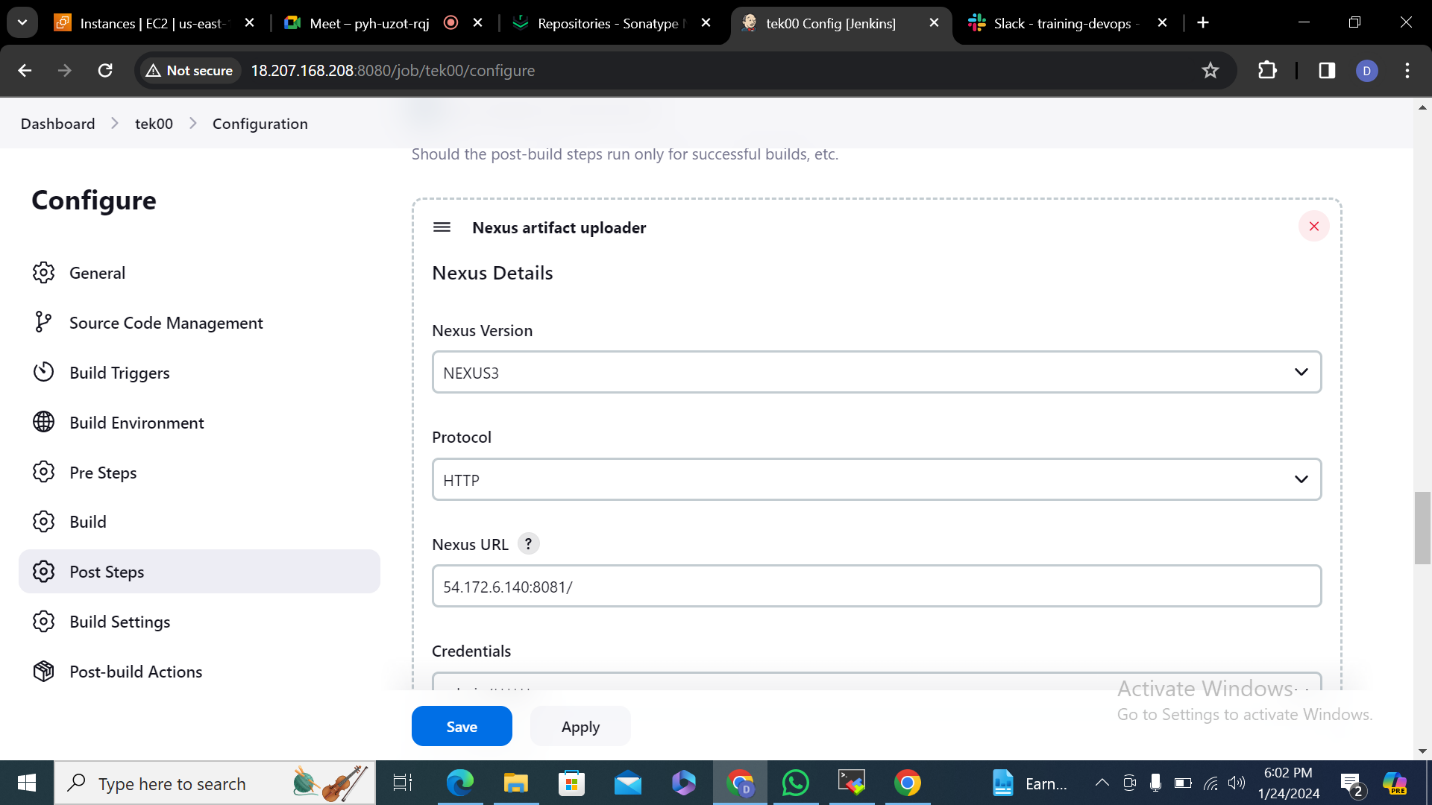 Instances | EC2 | us-east-
Meet – pyh-uzot-rqj
Repositories - Sonatype
tek00 Config [Jenkins]
Slack - training-devops -
Not secure
18.207.168.208:8080/job/tek00/configure
D
Dashboard
tek00
Configuration
Should the post-build steps run only for successful builds, etc.
Configure
General
Source Code Management
Build Triggers
Build Environment
Pre Steps
Build
Post Steps
Build Settings
Post-build Actions
Nexus artifact uploader
Nexus Details
Nexus Version
NEXUS3
Protocol
HTTP
Nexus URL ?
54.172.6.140:8081/
Credentials
Save
Apply
Activate Windows
Go to Settings to activate Windows.
Type here to search
D
Earn...
6:02 PM
1/24/2024
2
PRE